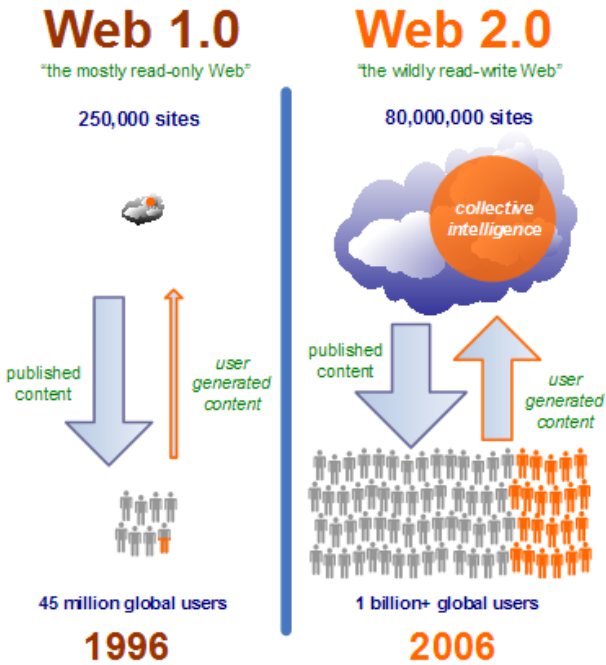 Web 1.0
"the mostly read-only Web"
250,000 sites
published
content
user
generated
content
45 million global users
1996
Web 2.0
"the wildly read-write Web"
80,000,000 sites
collective
intelligence
published
content
user
generated
content
1 billion+ global users
2006